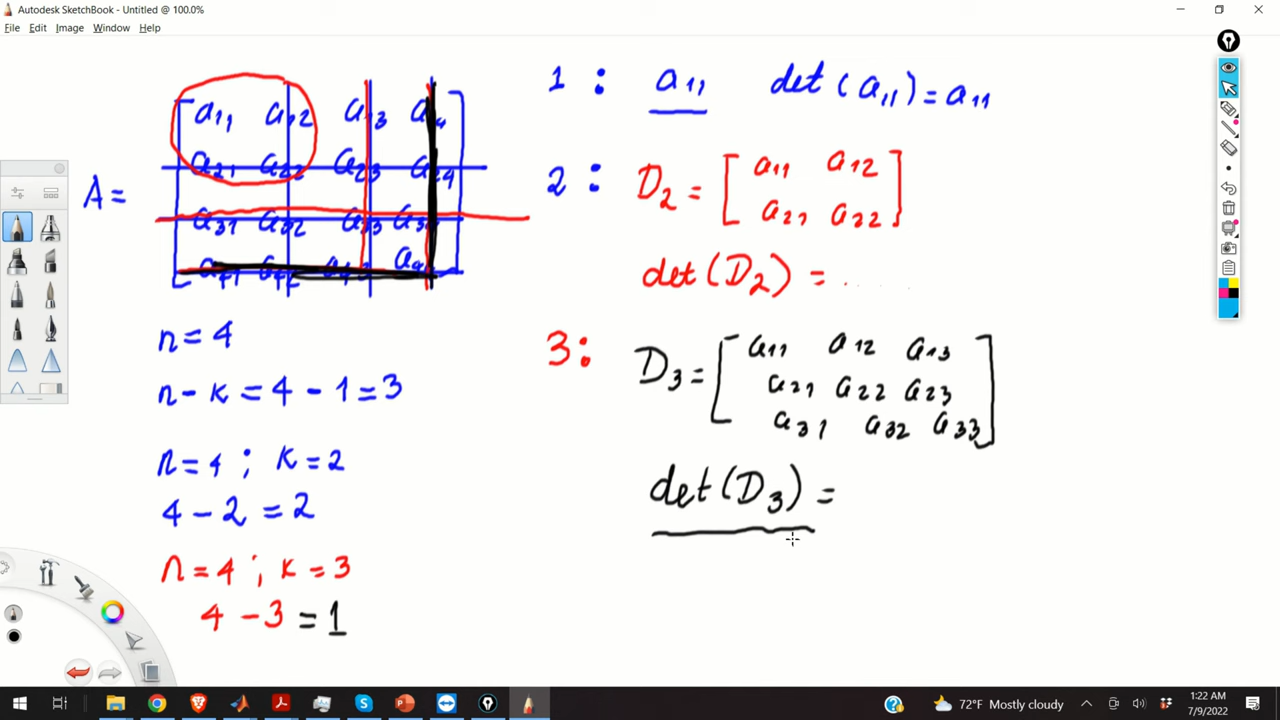 Autodesk SketchBook - Untitled @ 100.0%
File Edit Image Window Help
A = [ a11 a12 a13 a14
a21 a22 a23 a24
a31 a32 a33 a34
a41 a42 a43 a44 ]
n = 4
n - k = 4 - 1 = 3
n = 4 ; k = 2
4 - 2 = 2
n = 4 ; k = 3
4 - 3 = 1
1 : a11 det ( a11 ) = a11
2 : D2 = [ a11 a12
a21 a22 ]
det ( D2 ) = .....
3 : D3 = [ a11 a12 a13
a21 a22 a23
a31 a32 a33 ]
det ( D3 ) =
72°F Mostly cloudy
1:22 AM
7/9/2022